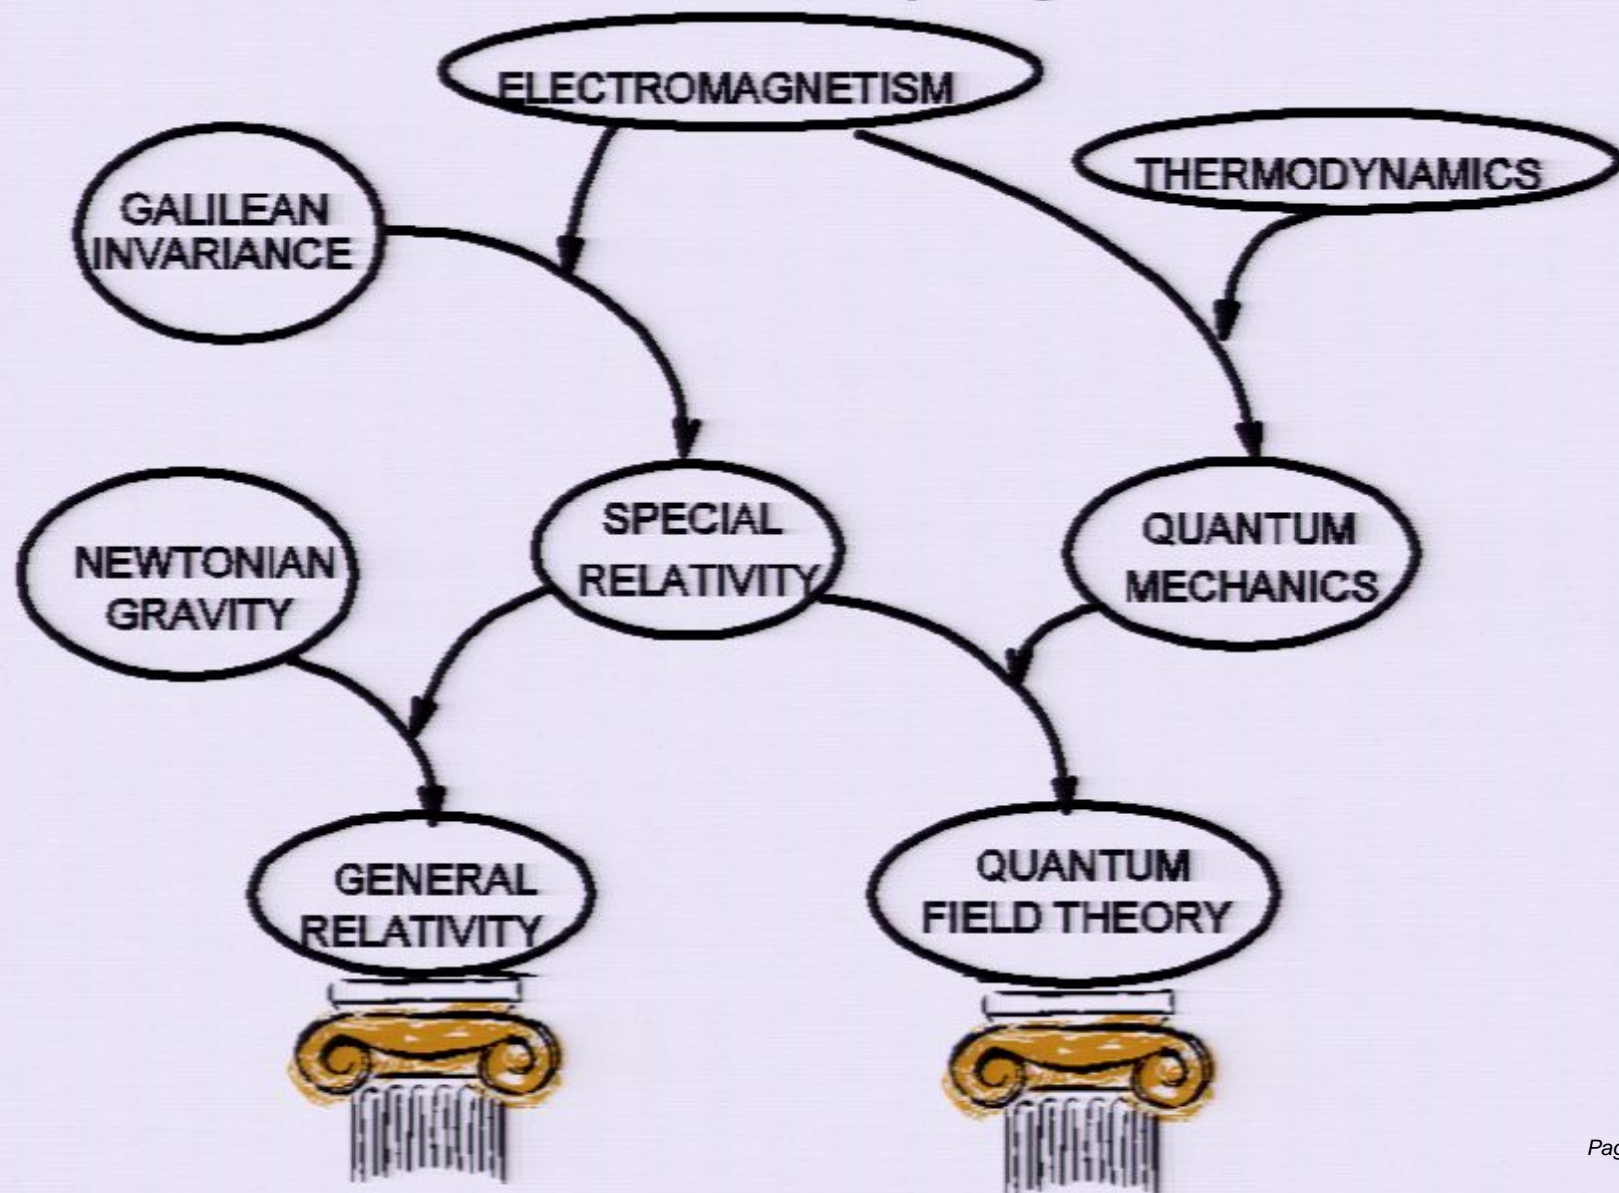 ELECTROMAGNETISM
THERMODYNAMICS
GALILEAN
INVARIANCE
SPECIAL
RELATIVITY
QUANTUM
MECHANICS
NEWTONIAN
GRAVITY
GENERAL
RELATIVITY
QUANTUM
FIELD THEORY